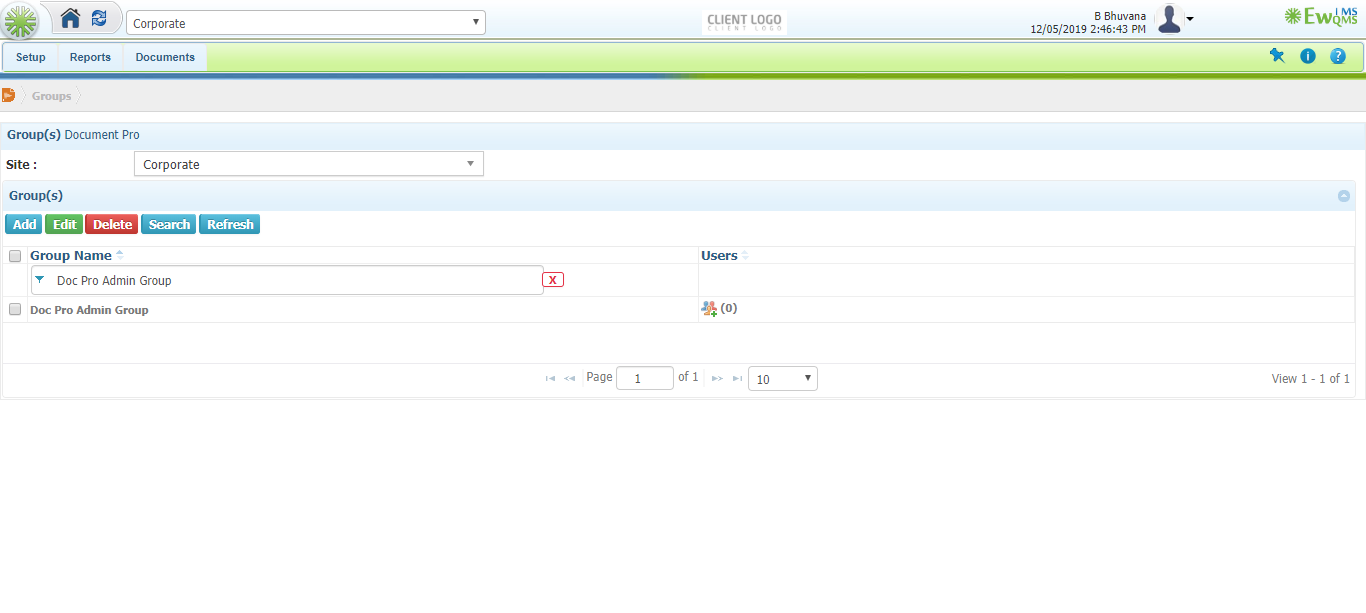 Corporate
CLIENT LOGO
CLIENT LOGO
B Bhuvana
12/05/2019 2:46:43 PM
Ew iMS QMS
Setup Reports Documents
i ?
Groups
Group(s) Document Pro
Site : Corporate
Group(s)
Add Edit Delete Search Refresh
Group Name Users
Doc Pro Admin Group X
Doc Pro Admin Group (0)
Page 1 of 1 10 View 1 - 1 of 1